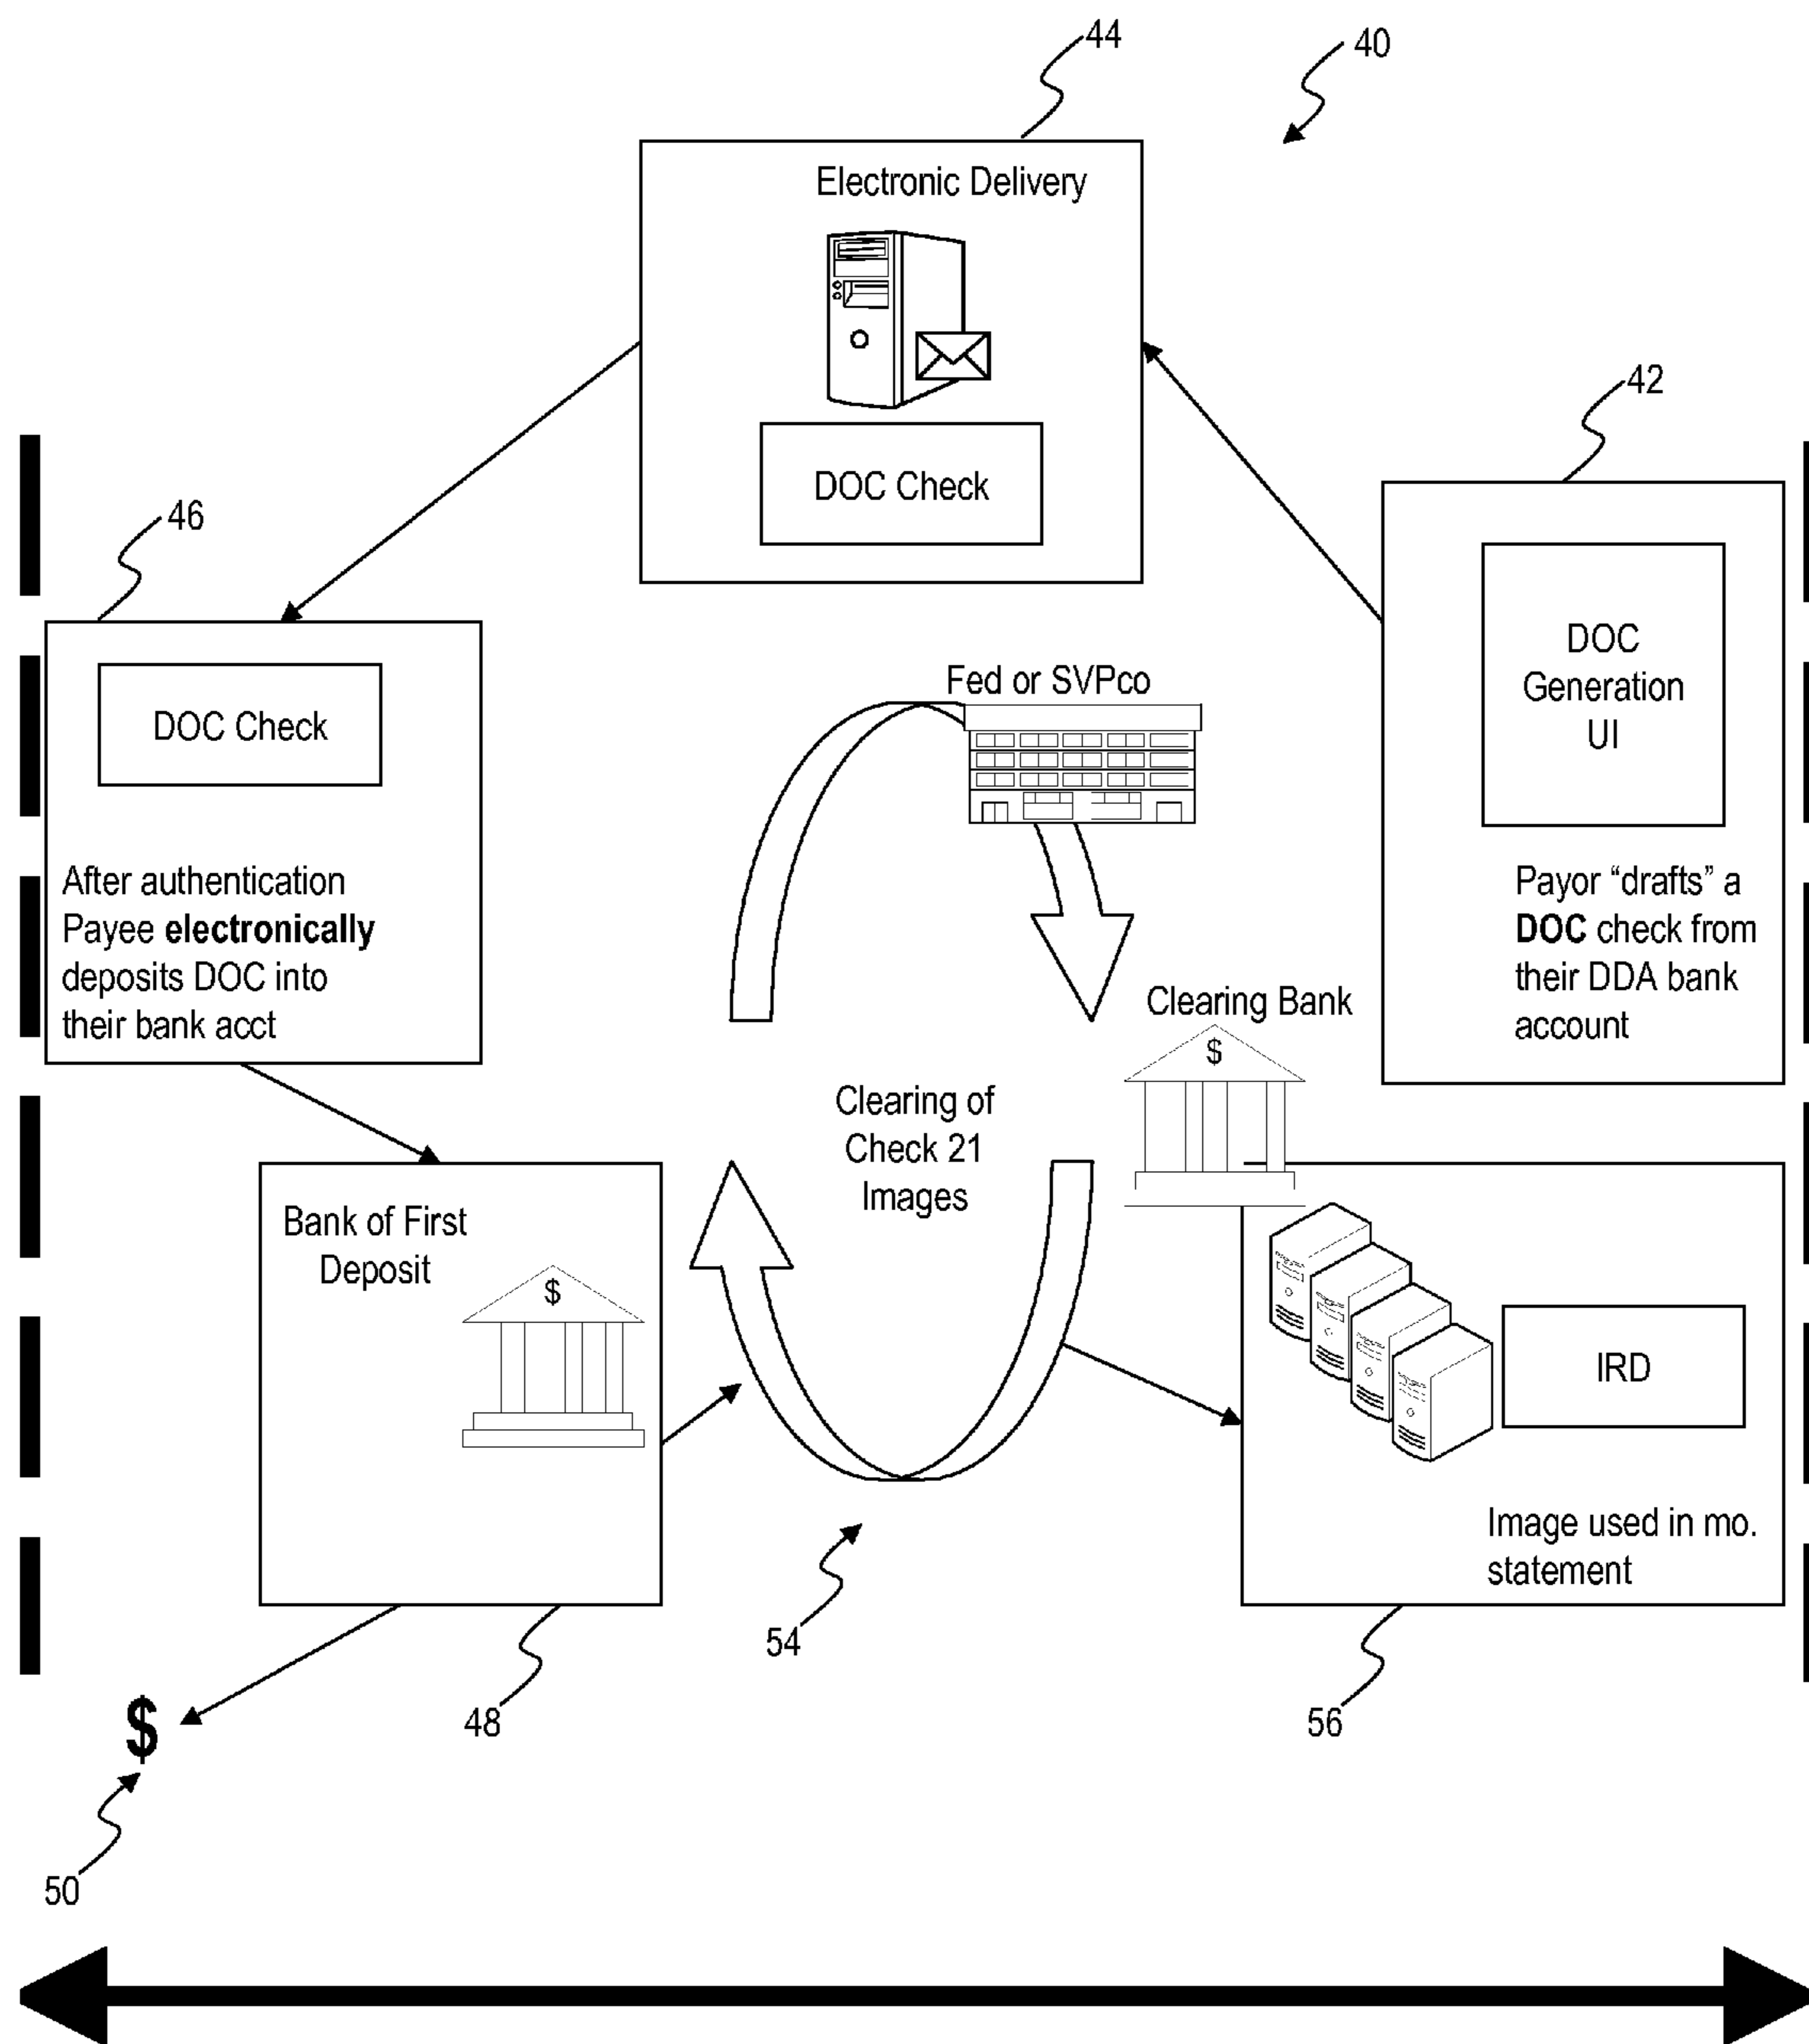 44
40
Electronic Delivery
DOC Check
42
46
DOC
Generation
UI
DOC Check
Fed or SVPco
After authentication
Payee electronically
deposits DOC into
their bank acct
Payor “drafts” a
DOC check from
their DDA bank
account
Clearing Bank
$
Clearing of
Check 21
Images
Bank of First
Deposit
$
IRD
Image used in mo.
statement
54
48
56
$
50